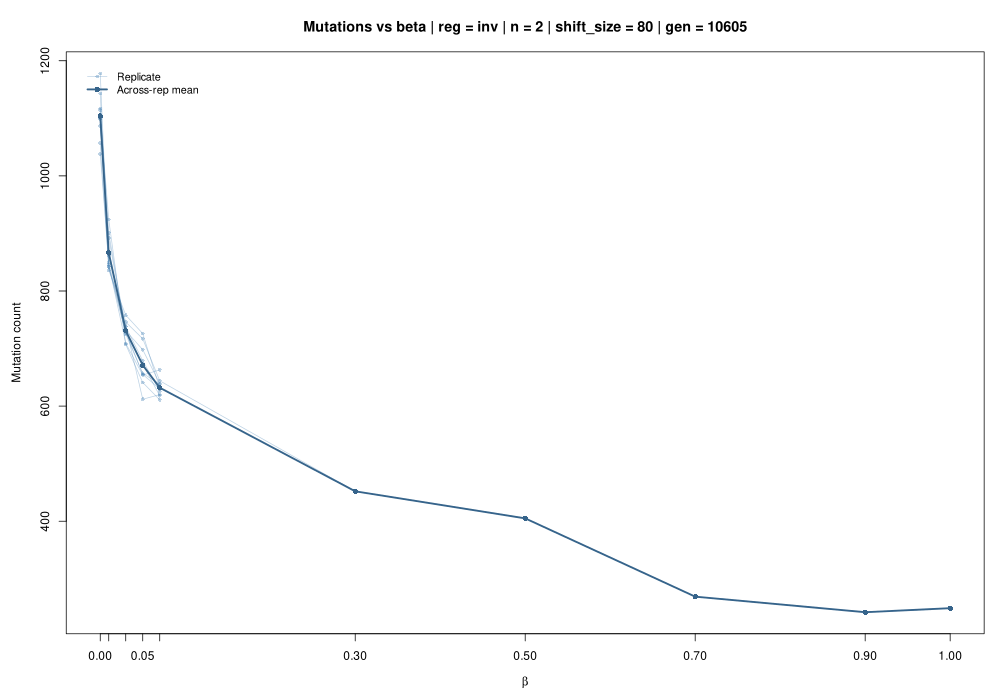 Mutations vs beta | reg = inv | n = 2 | shift_size = 80 | gen = 10605
Replicate
Across-rep mean
Mutation count
1200
1000
800
600
400
0.00 0.05 0.30 0.50 0.70 0.90 1.00
β